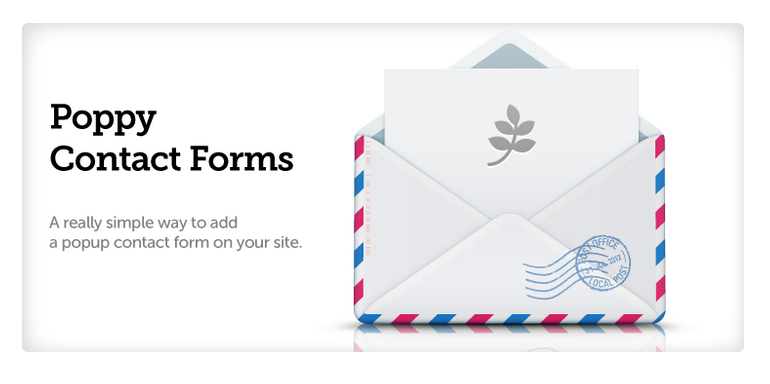 Poppy
Contact Forms
A really simple way to add
a popup contact form on your site.
POST OFFICE
LOCAL POST